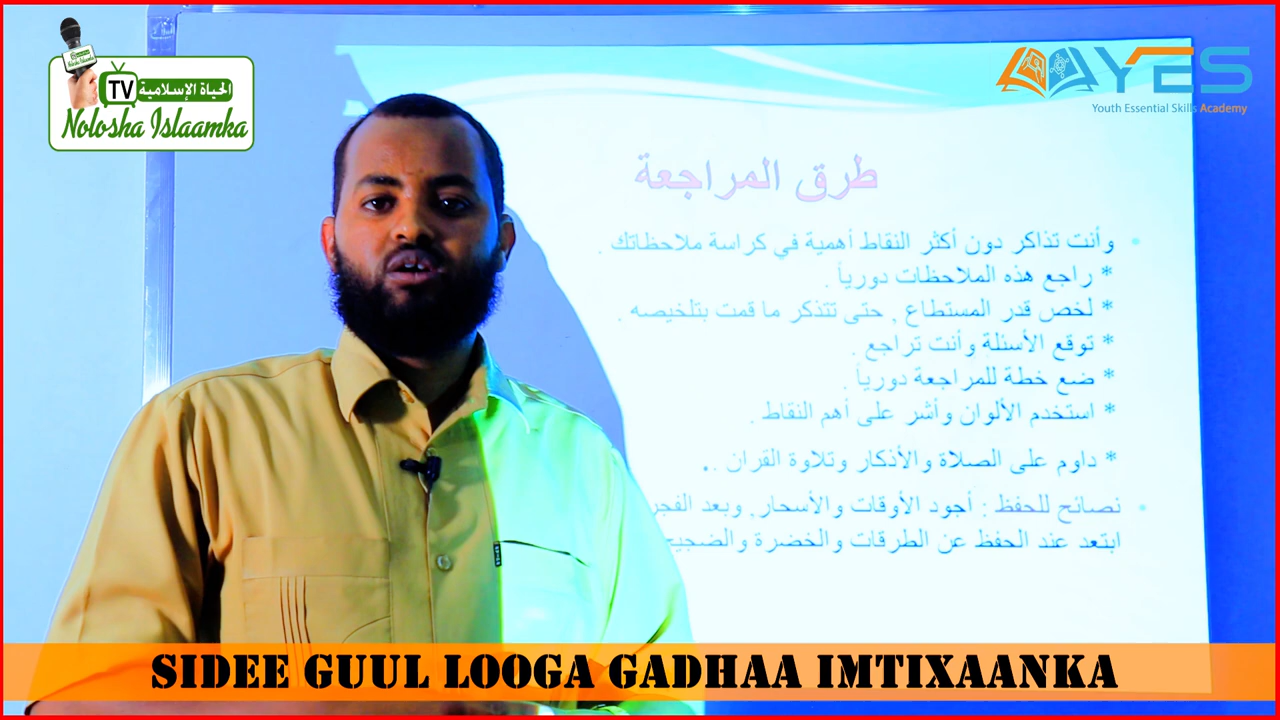 TV
الحياة الإسلامية
Nolosha Islaamka
YES
Youth Essential Skills Academy
طرق المراجعة
• وأنت تذاكر دون أكثر النقاط أهمية في كراسة ملاحظاتك .
* راجع هذه الملاحظات دورياً .
* لخص قدر المستطاع , حتى تتذكر ما قمت بتلخيصه .
* توقع الأسئلة وأنت تراجع .
* ضع خطة للمراجعة دورياً .
* استخدم الألوان وأشر على أهم النقاط .
* داوم على الصلاة والأذكار وتلاوة القران ..
• نصائح للحفظ : أجود الأوقات والأسحار, وبعد الفجر
ابتعد عند الحفظ عن الطرقات والخضرة والضجيج
SIDEE GUUL LOOGA GADHAA IMTIXAANKA